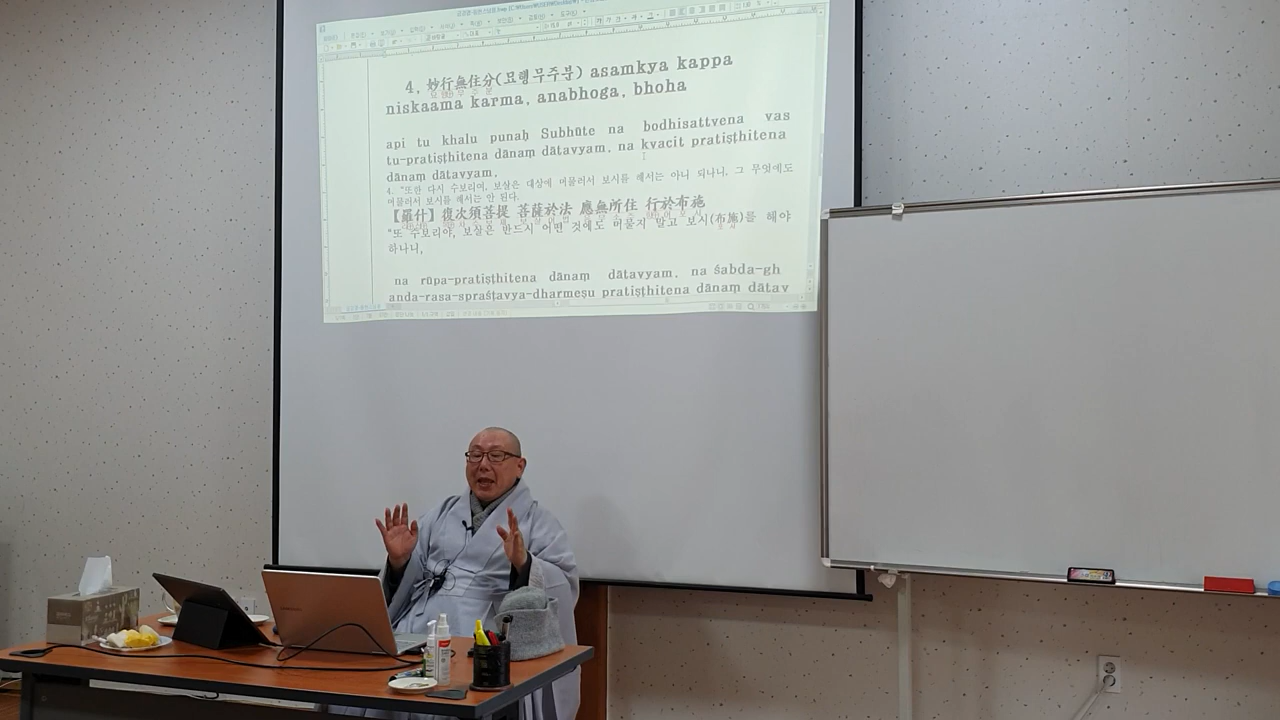 4. 妙行無住分(묘행무주분) asamkya kappa
niskaama karma, anabhoga, bhoha
api tu khalu punaḥ Subhūte na bodhisattvena vas
tu-pratiṣṭhitena dānaṃ dātavyam, na kvacit pratiṣṭhitena
dānaṃ dātavyam.
4. "또한 다시 수보리여, 보살은 대상에 머물러서 보시를 해서는 아니 되나니, 그 무엇에도
머물러서 보시를 해서는 안 된다.
【羅什】復次須菩提 菩薩於法 應無所住 行於布施
"또 수보리야, 보살은 반드시 어떤 것에도 머물지 말고 보시(布施)를 해야
하나니,
na rūpa-pratiṣṭhitena dānaṃ dātavyam. na śabda-gh
anda-rasa-spraṣṭavya-dharmeṣu pratiṣṭhitena dānaṃ dātav